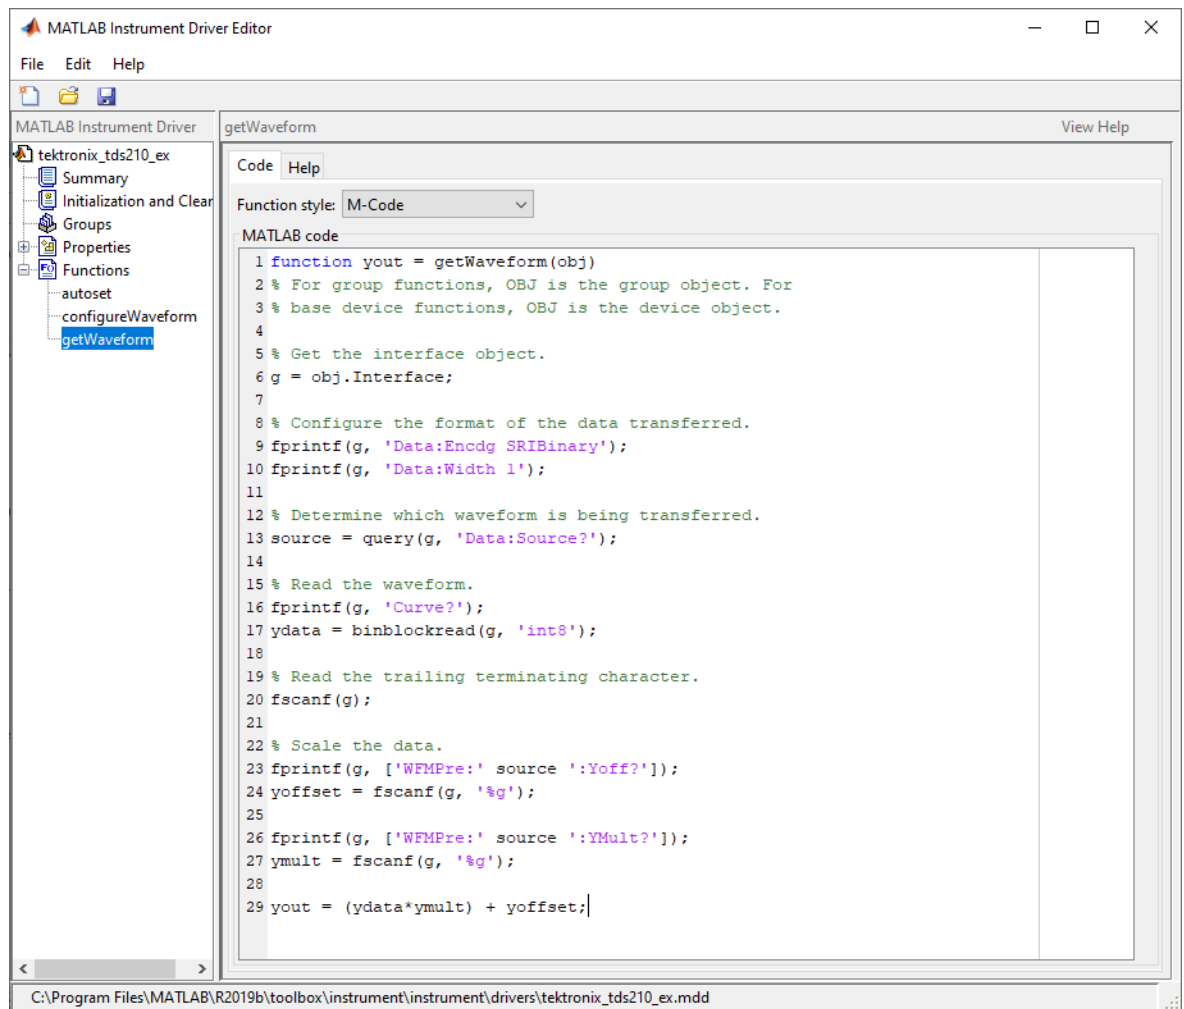 MATLAB Instrument Driver Editor
File Edit Help
MATLAB Instrument Driver
getWaveform
View Help
tektronix_tds210_ex
Summary
Initialization and Clear
Groups
Properties
Functions
autoset
configureWaveform
getWaveform
Code Help
Function style: M-Code
MATLAB code
1 function yout = getWaveform(obj)
2 % For group functions, OBJ is the group object. For
3 % base device functions, OBJ is the device object.
4
5 % Get the interface object.
6 g = obj.Interface;
7
8 % Configure the format of the data transferred.
9 fprintf(g, 'Data:Encdg SRIBinary');
10 fprintf(g, 'Data:Width 1');
11
12 % Determine which waveform is being transferred.
13 source = query(g, 'Data:Source?');
14
15 % Read the waveform.
16 fprintf(g, 'Curve?');
17 ydata = binblockread(g, 'int8');
18
19 % Read the trailing terminating character.
20 fscanf(g);
21
22 % Scale the data.
23 fprintf(g, ['WFMPre:' source ':Yoff?']);
24 yoffset = fscanf(g, '%g');
25
26 fprintf(g, ['WFMPre:' source ':YMult?']);
27 ymult = fscanf(g, '%g');
28
29 yout = (ydata*ymult) + yoffset;
C:\Program Files\MATLAB\R2019b\toolbox\instrument\instrument\drivers\tektronix_tds210_ex.mdd